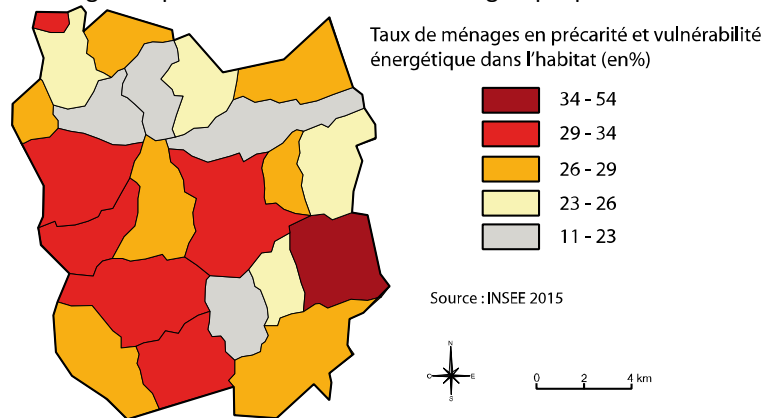 Taux de ménages en précarité et vulnérabilité
énergétique dans l'habitat (en%)
34 - 54
29 - 34
26 - 29
23 - 26
11 - 23
Source : INSEE 2015
N
O E
S
0 2 4 km